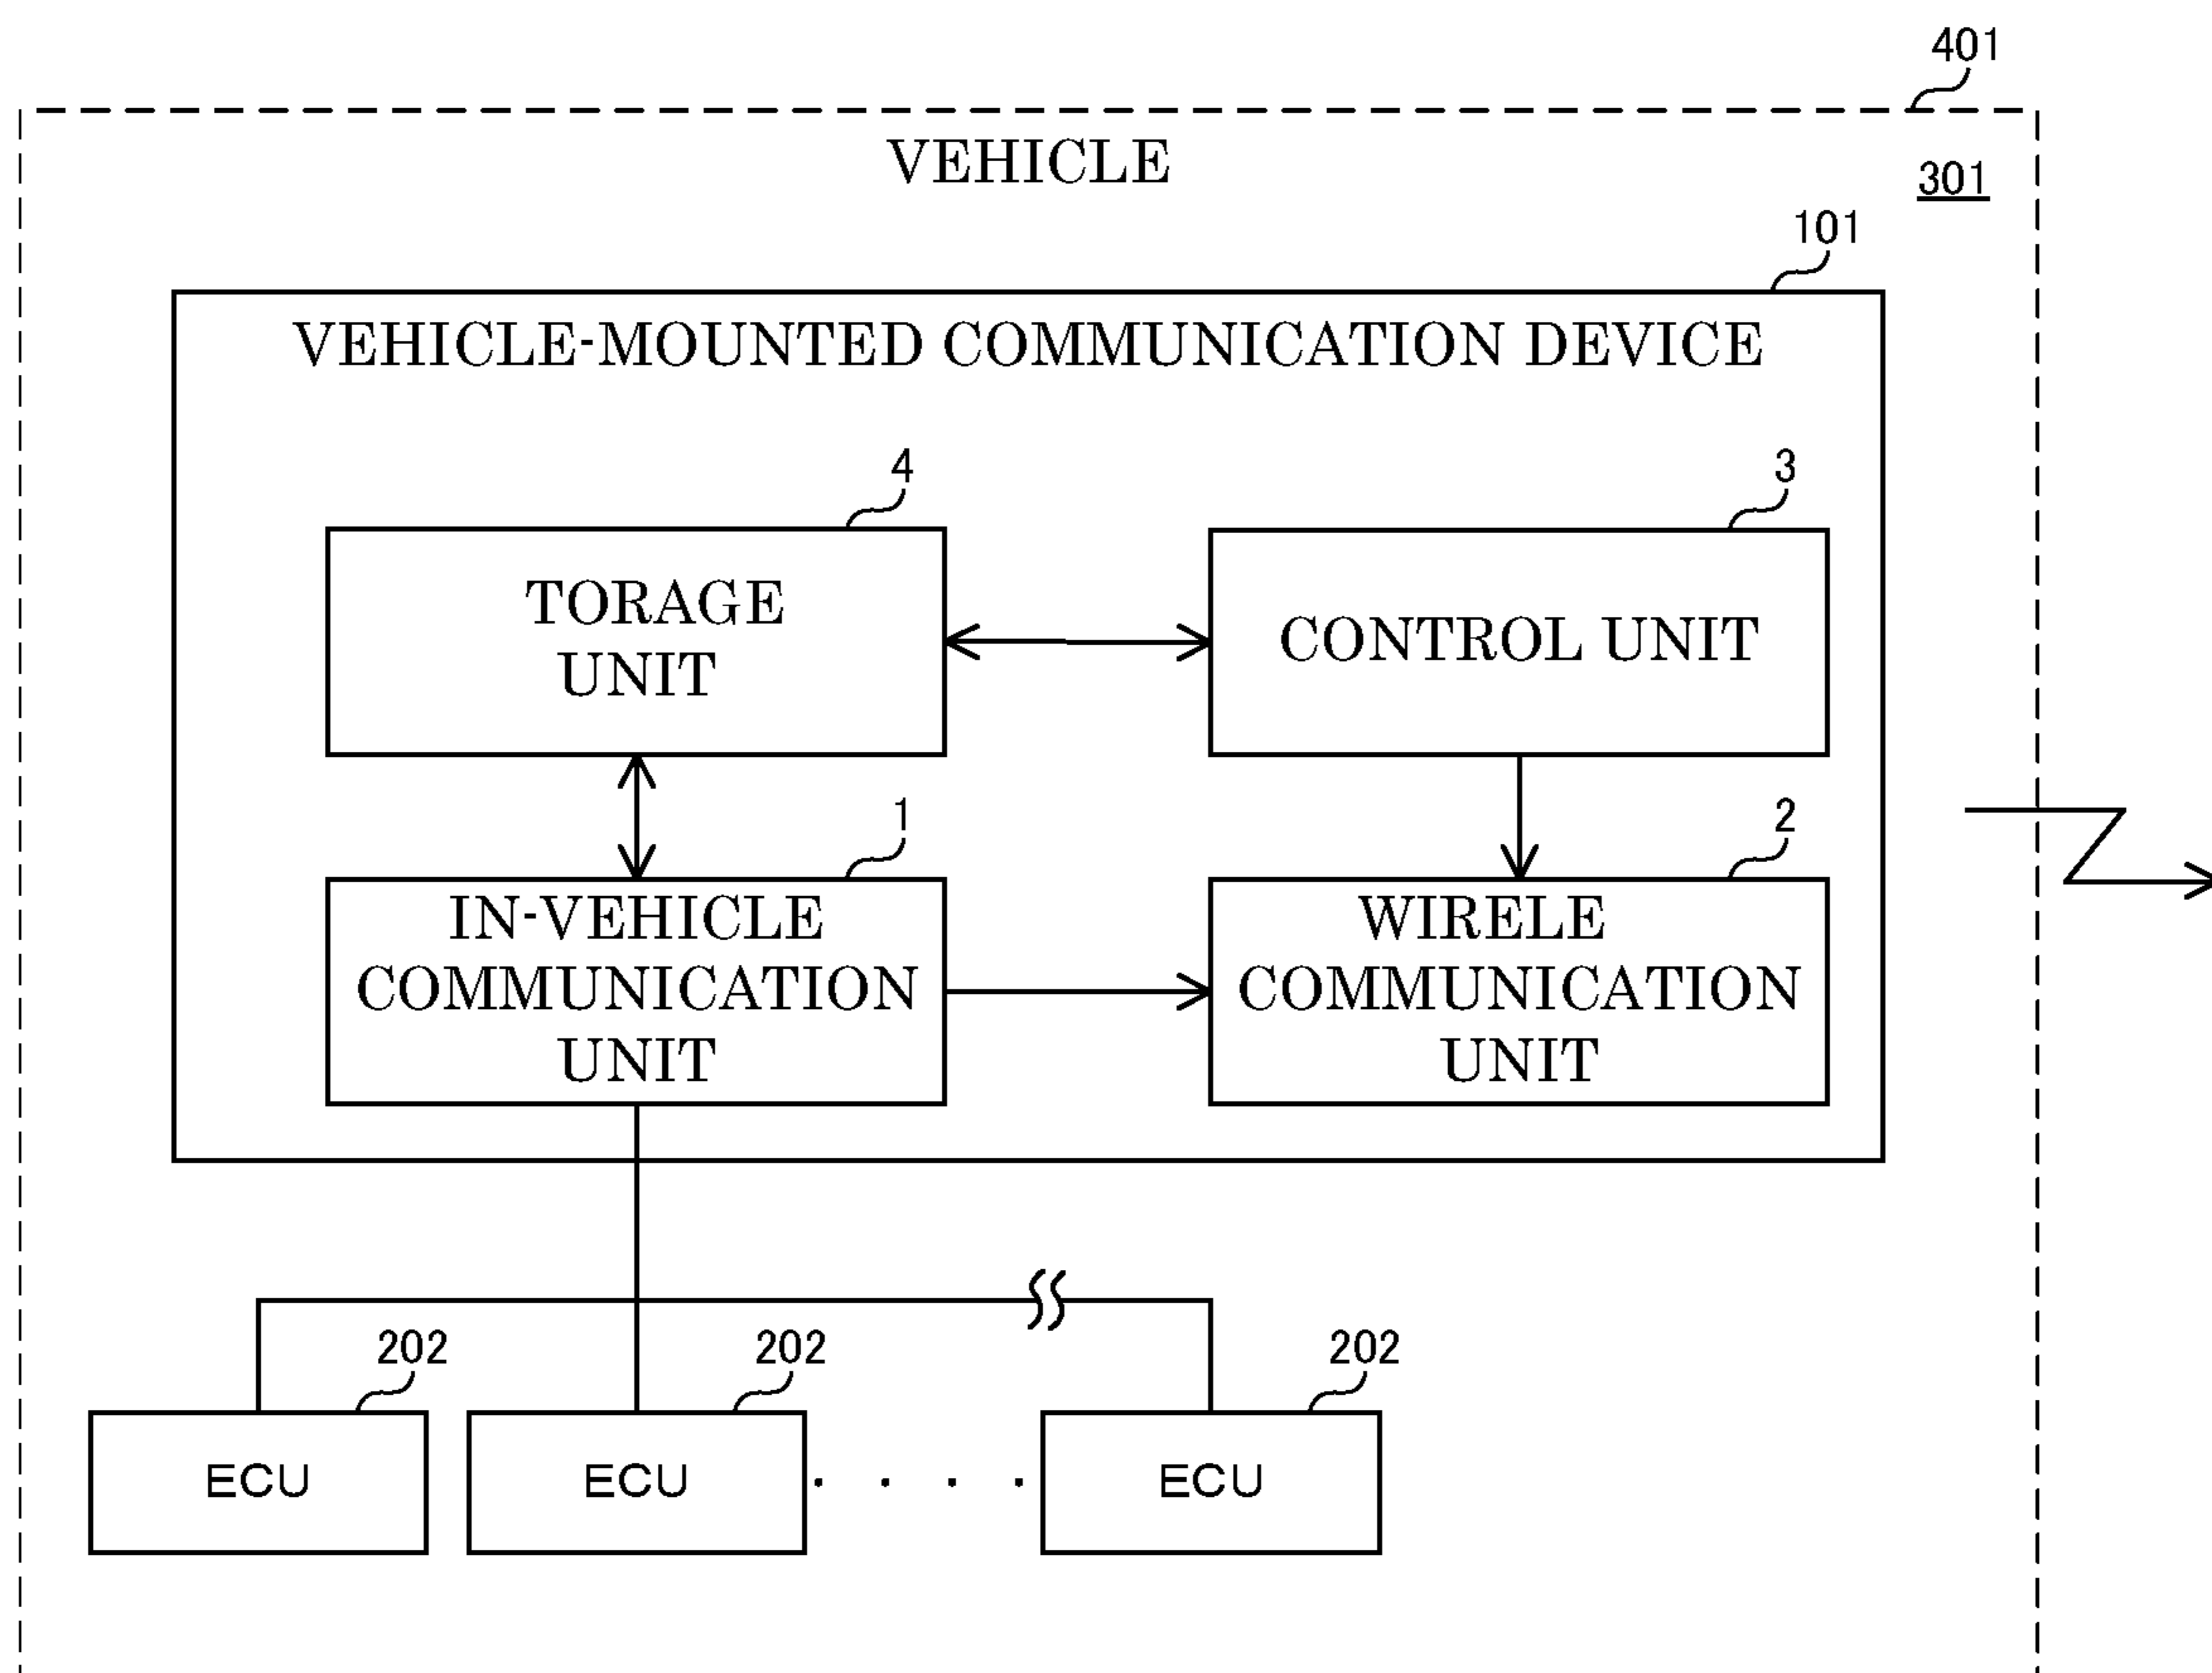 401
VEHICLE
301
101
VEHICLE-MOUNTED COMMUNICATION DEVICE
4
3
TORAGE
UNIT
CONTROL UNIT
1
2
IN-VEHICLE
COMMUNICATION
UNIT
WIRELE
COMMUNICATION
UNIT
202
202
202
ECU
ECU
. . . .
ECU